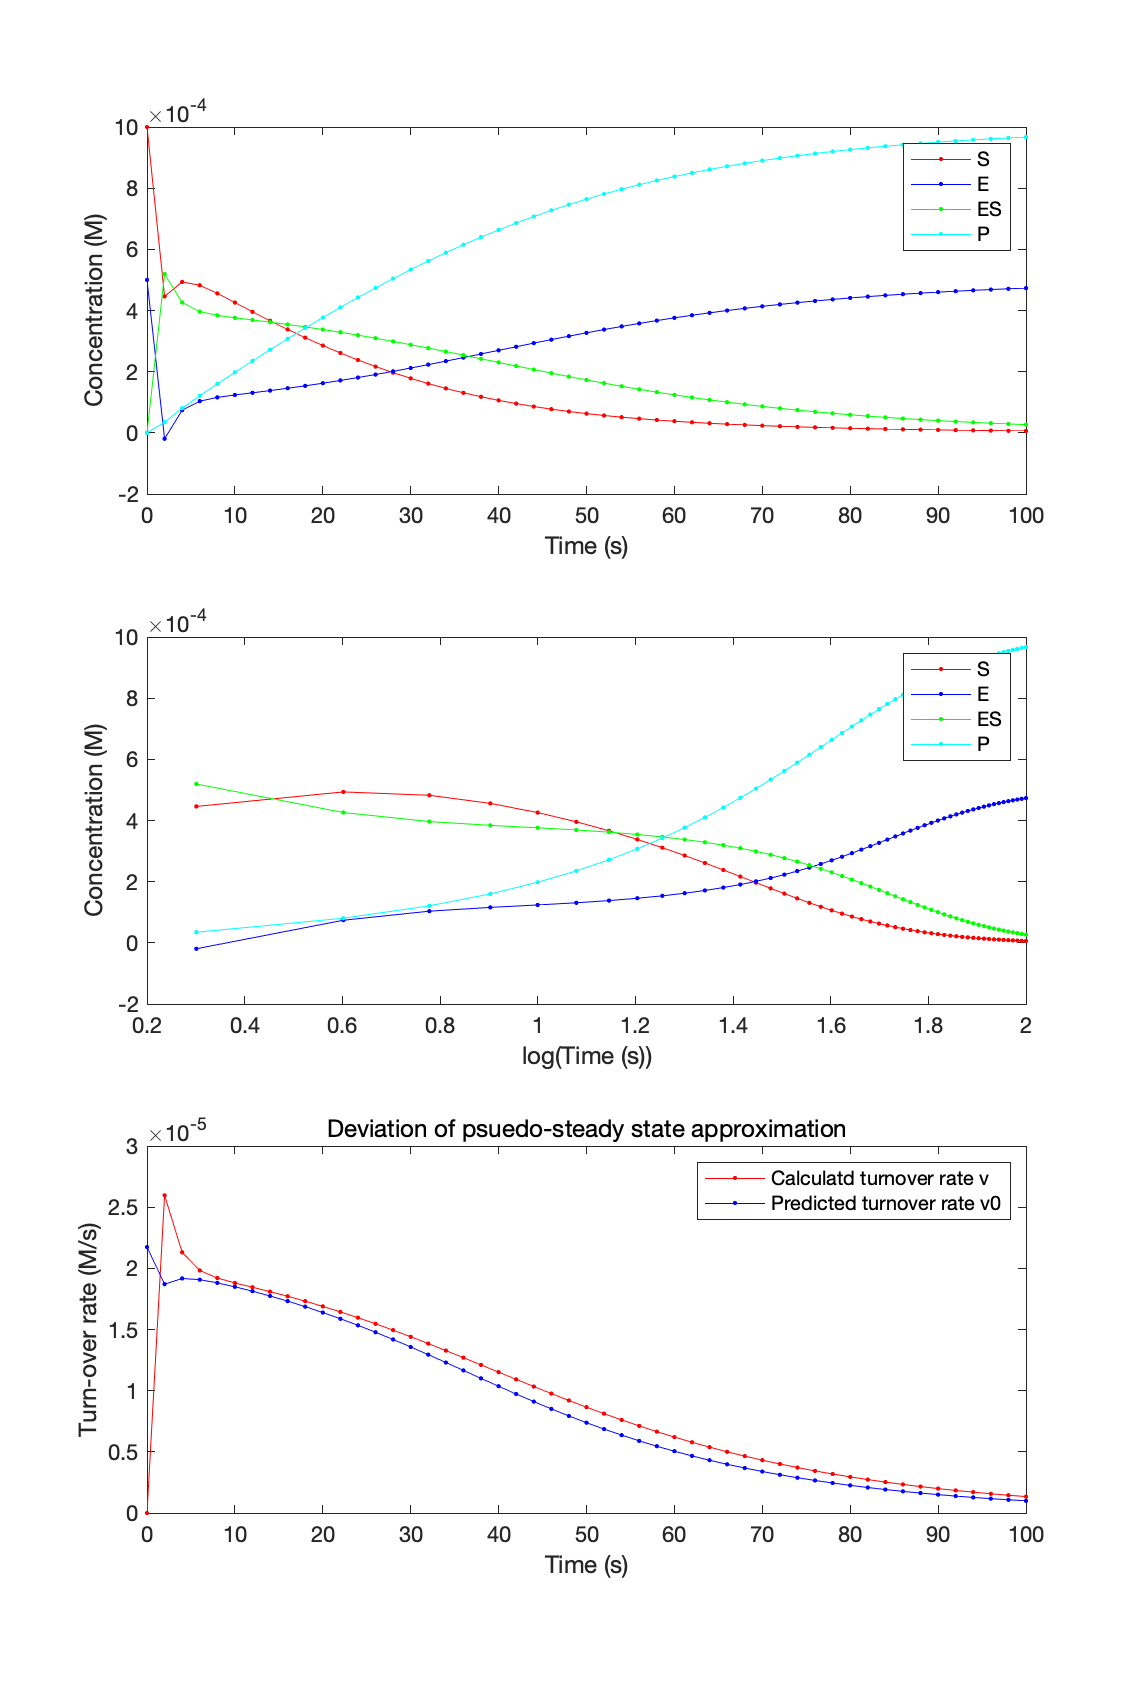 ×10-4
10
8
6
4
2
0
-2
Concentration (M)
S
E
ES
P
0 10 20 30 40 50 60 70 80 90 100
Time (s)
×10-4
10
8
6
4
2
0
-2
Concentration (M)
S
E
ES
P
0.2 0.4 0.6 0.8 1 1.2 1.4 1.6 1.8 2
log(Time (s))
Deviation of psuedo-steady state approximation
×10-5
3
2.5
2
1.5
1
0.5
0
Turn-over rate (M/s)
Calculatd turnover rate v
Predicted turnover rate v0
0 10 20 30 40 50 60 70 80 90 100
Time (s)